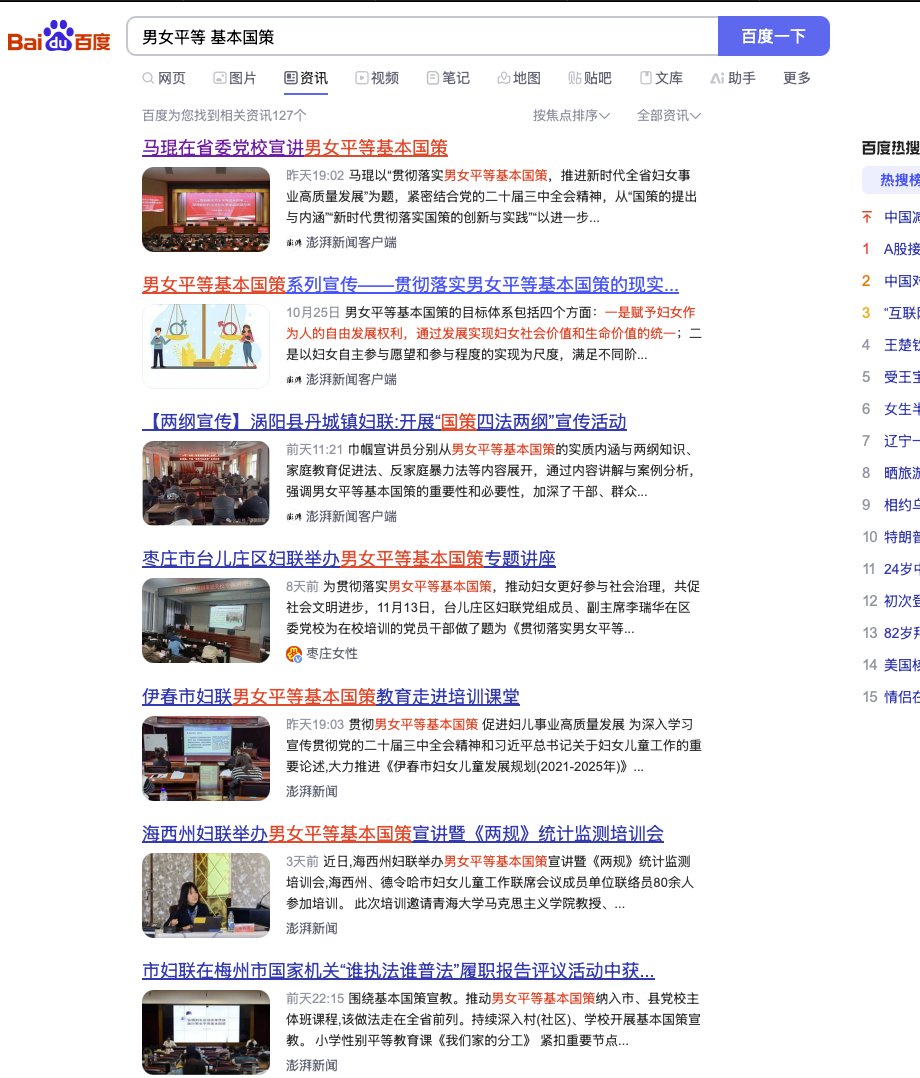 Bai du 百度
男女平等 基本国策
百度一下
网页 图片 资讯 视频 笔记 地图 贴吧 文库 助手 更多
百度为您找到相关资讯127个 按焦点排序 全部资讯
马琨在省委党校宣讲男女平等基本国策
昨天19:02 马琨以“贯彻落实男女平等基本国策，推进新时代全省妇女事
业高质量发展”为题，紧密结合党的二十届三中全会精神，从“国策的提出
与内涵”“新时代贯彻落实国策的创新与实践”“以进一步...
澎湃 澎湃新闻客户端
男女平等基本国策系列宣传——贯彻落实男女平等基本国策的现实...
10月25日 男女平等基本国策的目标体系包括四个方面：一是赋予妇女作
为人的自由发展权利，通过发展实现妇女社会价值和生命价值的统一；二
是以妇女自主参与愿望和参与程度的实现为尺度，满足不同阶...
澎湃 澎湃新闻客户端
【两纲宣传】涡阳县丹城镇妇联:开展“国策四法两纲”宣传活动
前天11:21 巾帼宣讲员分别从男女平等基本国策的实质内涵与两纲知识、
家庭教育促进法、反家庭暴力法等内容展开，通过内容讲解与案例分析，
强调男女平等基本国策的重要性和必要性，加深了干部、群众...
澎湃 澎湃新闻客户端
枣庄市台儿庄区妇联举办男女平等基本国策专题讲座
8天前 为贯彻落实男女平等基本国策，推动妇女更好参与社会治理，共促
社会文明进步，11月13日，台儿庄区妇联党组成员、副主席李瑞华在区
委党校为在校培训的党员干部做了题为《贯彻落实男女平等...
枣庄女性
伊春市妇联男女平等基本国策教育走进培训课堂
昨天19:03 贯彻男女平等基本国策 促进妇儿事业高质量发展 为深入学习
宣传贯彻党的二十届三中全会精神和习近平总书记关于妇女儿童工作的重
要论述,大力推进《伊春市妇女儿童发展规划(2021-2025年)》...
澎湃新闻
海西州妇联举办男女平等基本国策宣讲暨《两规》统计监测培训会
3天前 近日,海西州妇联举办男女平等基本国策宣讲暨《两规》统计监测
培训会,海西州、德令哈市妇女儿童工作联席会议成员单位联络员80余人
参加培训。 此次培训邀请青海大学马克思主义学院教授、...
澎湃新闻
市妇联在梅州市国家机关“谁执法谁普法”履职报告评议活动中获...
前天22:15 围绕基本国策宣教。推动男女平等基本国策纳入市、县党校主
体班课程,该做法走在全省前列。持续深入村(社区)、学校开展基本国策宣
教。 小学性别平等教育课《我们家的分工》 紧扣重要节点...
澎湃新闻
百度热搜
热搜榜
中国减
1 A股接
2 中国对
3 “互联
4 王楚钦
5 受王宝
6 女生半
7 辽宁一
8 晒旅游
9 相约乌
10 特朗普
11 24岁中
12 初次登
13 82岁拜
14 美国核
15 情侣在